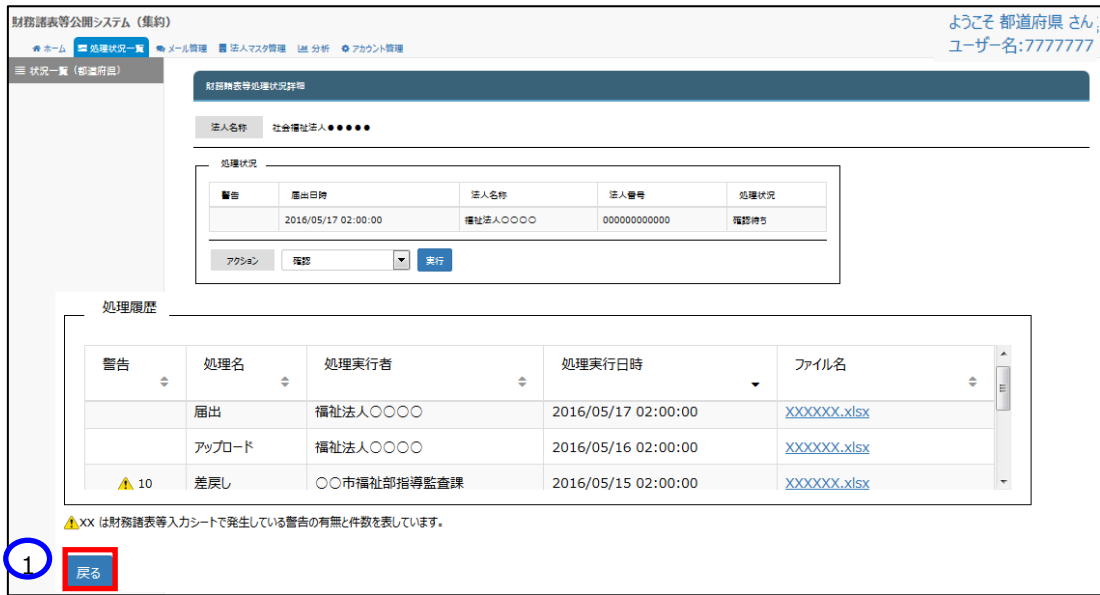 財務諸表等公開システム（集約）
ようこそ 都道府県 さん
ユーザー名:7777777
ホーム 処理状況一覧 メール管理 法人マスタ管理 分析 アカウント管理
状況一覧（都道府県）
財務諸表等処理状況詳細
法人名称 社会福祉法人●●●●●
処理状況
警告 届出日時 法人名称 法人番号 処理状況
2016/05/17 02:00:00 福祉法人○○○○ 000000000000 確認待ち
アクション 確認 実行
処理履歴
警告 処理名 処理実行者 処理実行日時 ファイル名
届出 福祉法人○○○○ 2016/05/17 02:00:00 XXXXXX.xlsx
アップロード 福祉法人○○○○ 2016/05/16 02:00:00 XXXXXX.xlsx
10 差戻し ○○市福祉部指導監査課 2016/05/15 02:00:00 XXXXXX.xlsx
XX は財務諸表等入力シートで発生している警告の有無と件数を表しています。
1 戻る